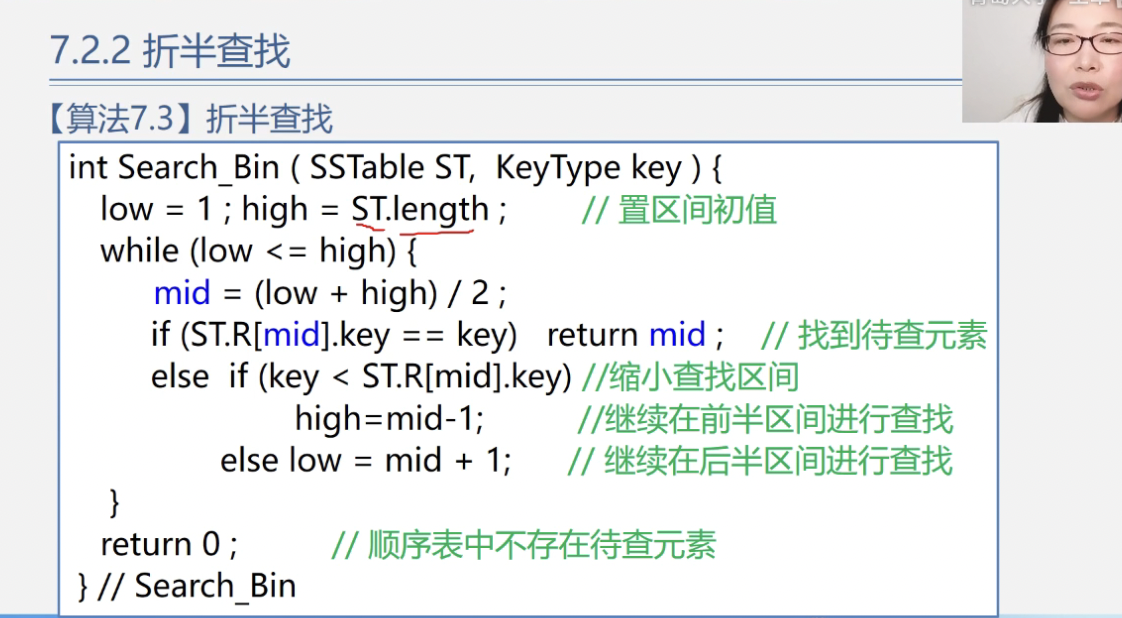 7.2.2 折半查找
【算法7.3】折半查找
int Search_Bin ( SSTable ST, KeyType key ) {
low = 1 ; high = ST.length ; // 置区间初值
while (low <= high) {
mid = (low + high) / 2 ;
if (ST.R[mid].key == key) return mid ; // 找到待查元素
else if (key < ST.R[mid].key) //缩小查找区间
high=mid-1; //继续在前半区间进行查找
else low = mid + 1; // 继续在后半区间进行查找
}
return 0 ; // 顺序表中不存在待查元素
} // Search_Bin